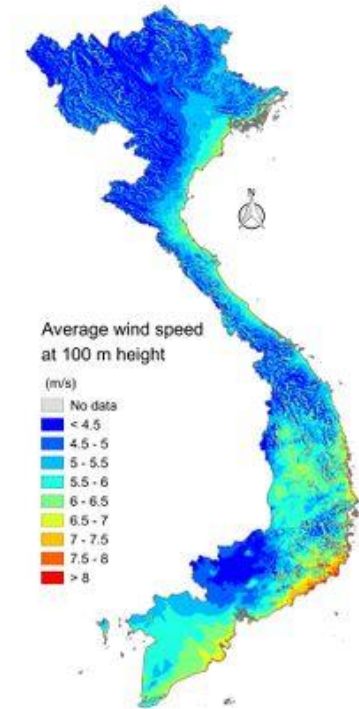 N
Average wind speed
at 100 m height
(m/s)
No data
< 4.5
4.5 - 5
5 - 5.5
5.5 - 6
6 - 6.5
6.5 - 7
7 - 7.5
7.5 - 8
> 8